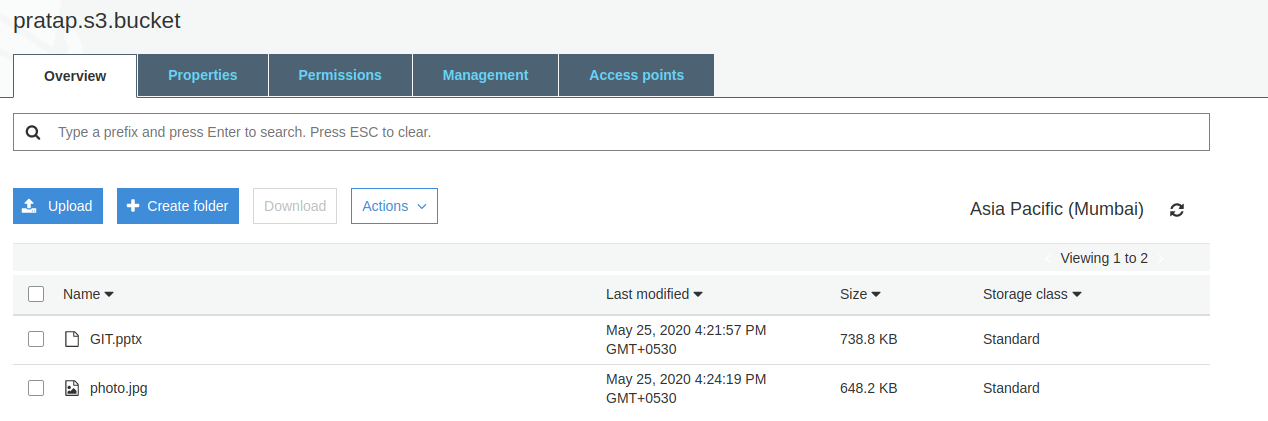 pratap.s3.bucket
Overview Properties Permissions Management Access points
Type a prefix and press Enter to search. Press ESC to clear.
Upload Create folder Download Actions Asia Pacific (Mumbai)
Viewing 1 to 2
Name Last modified Size Storage class
GIT.pptx May 25, 2020 4:21:57 PM 738.8 KB Standard
GMT+0530
photo.jpg May 25, 2020 4:24:19 PM 648.2 KB Standard
GMT+0530